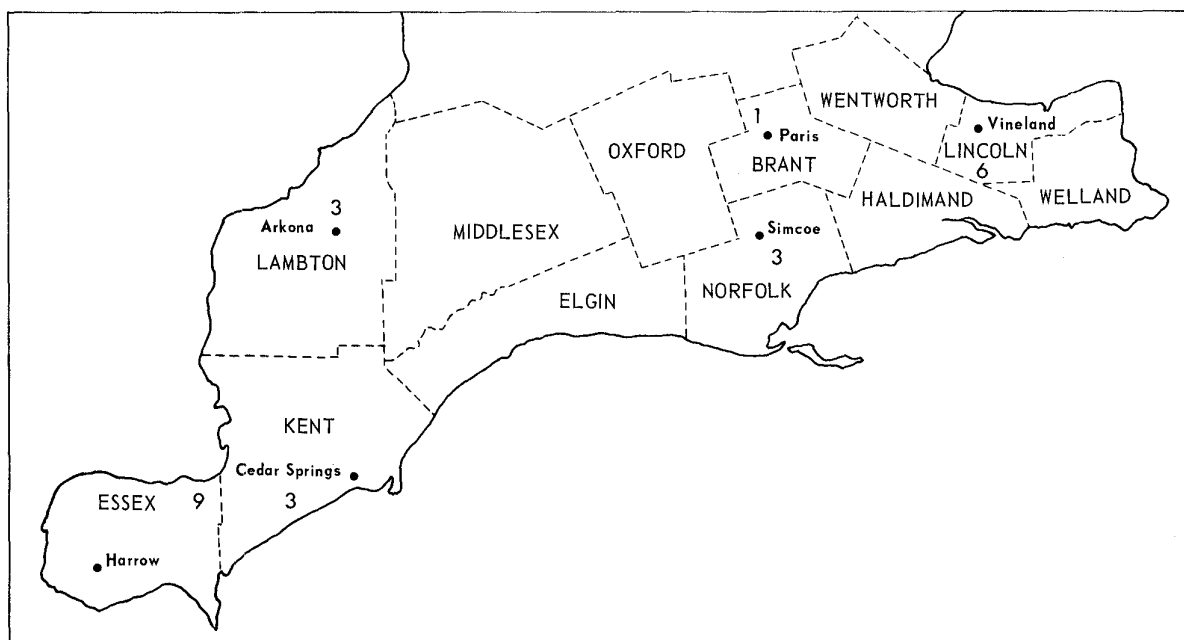 WENTWORTH
1
Paris
Vineland
OXFORD
BRANT
LINCOLN
6
HALDIMAND
WELLAND
3
Arkona
LAMBTON
MIDDLESEX
Simcoe
3
NORFOLK
ELGIN
KENT
Cedar Springs
3
ESSEX 9
Harrow